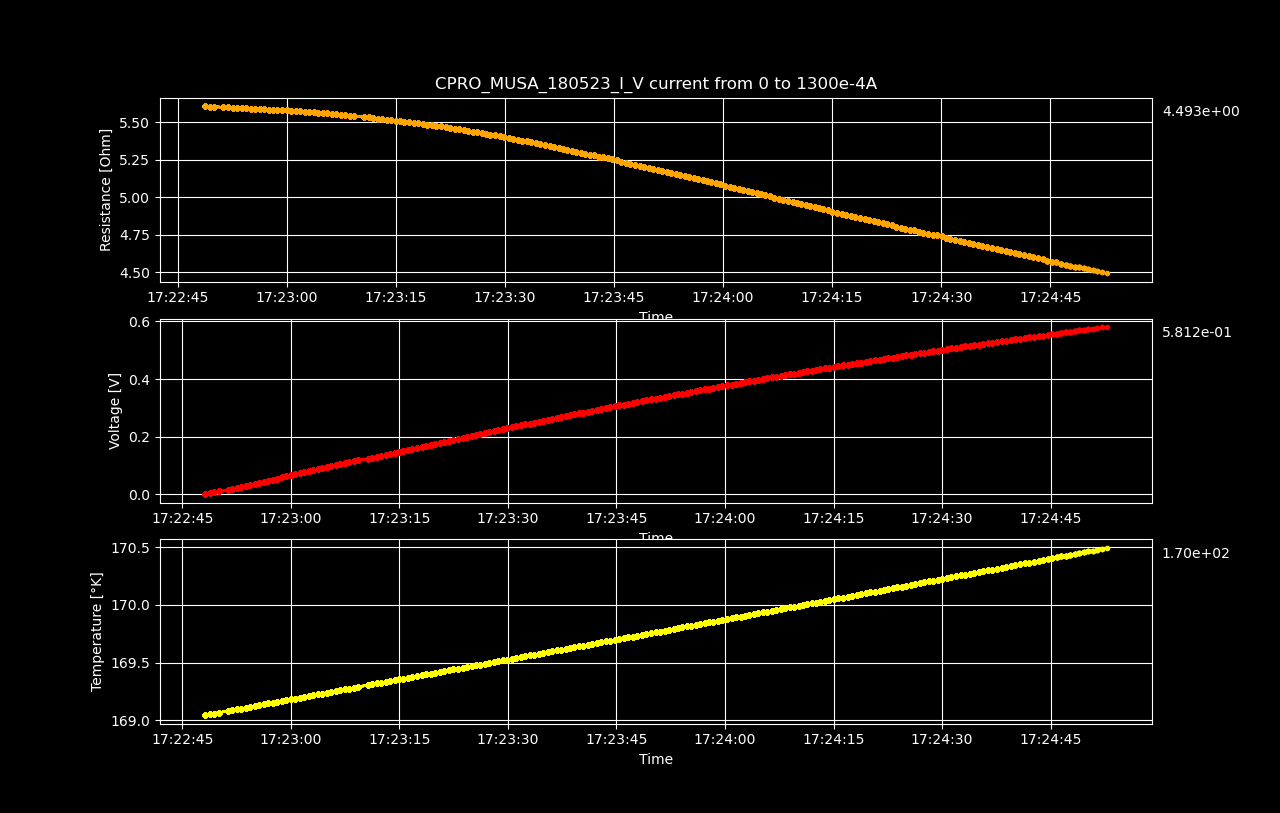 CPRO_MUSA_180523_I_V current from 0 to 1300e-4A
4.493e+00
Resistance [Ohm]
5.50
5.25
5.00
4.75
4.50
17:22:45 17:23:00 17:23:15 17:23:30 17:23:45 17:24:00 17:24:15 17:24:30 17:24:45
Time
5.812e-01
Voltage [V]
0.6
0.4
0.2
0.0
17:22:45 17:23:00 17:23:15 17:23:30 17:23:45 17:24:00 17:24:15 17:24:30 17:24:45
Time
1.70e+02
Temperature [°K]
170.5
170.0
169.5
169.0
17:22:45 17:23:00 17:23:15 17:23:30 17:23:45 17:24:00 17:24:15 17:24:30 17:24:45
Time